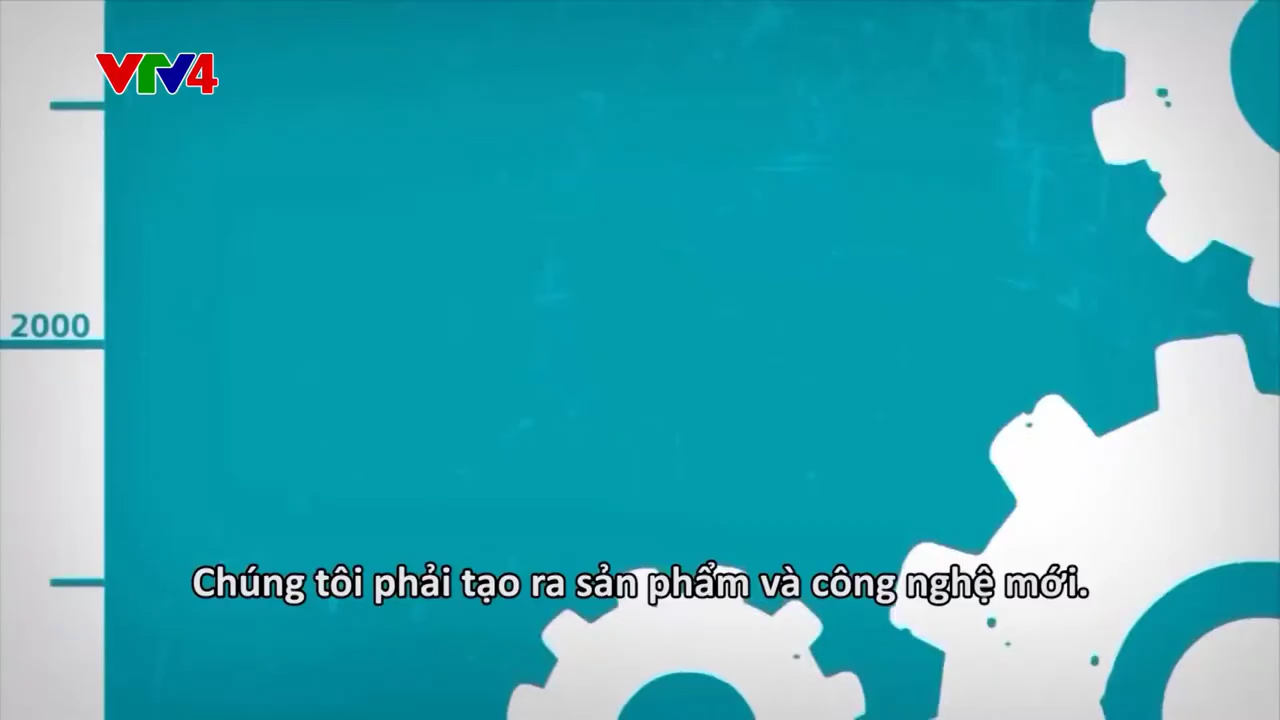 VTV4
2000
Chúng tôi phải tạo ra sản phẩm và công nghệ mới.